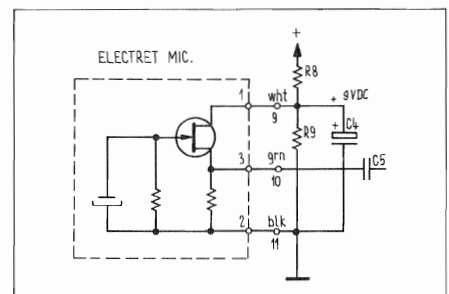 +
ELECTRET MIC.
R8
1
wht
+ 9VDC
9
+
C4
R9
3
grn
C5
10
2
blk
11